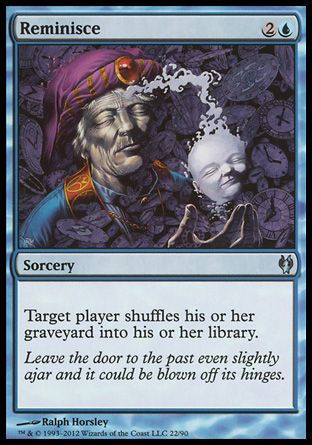 Reminisce 2
Sorcery
Target player shuffles his or her
graveyard into his or her library.
Leave the door to the past even slightly
ajar and it could be blown off its hinges.
Ralph Horsley
™ & © 1993–2012 Wizards of the Coast LLC 22/90